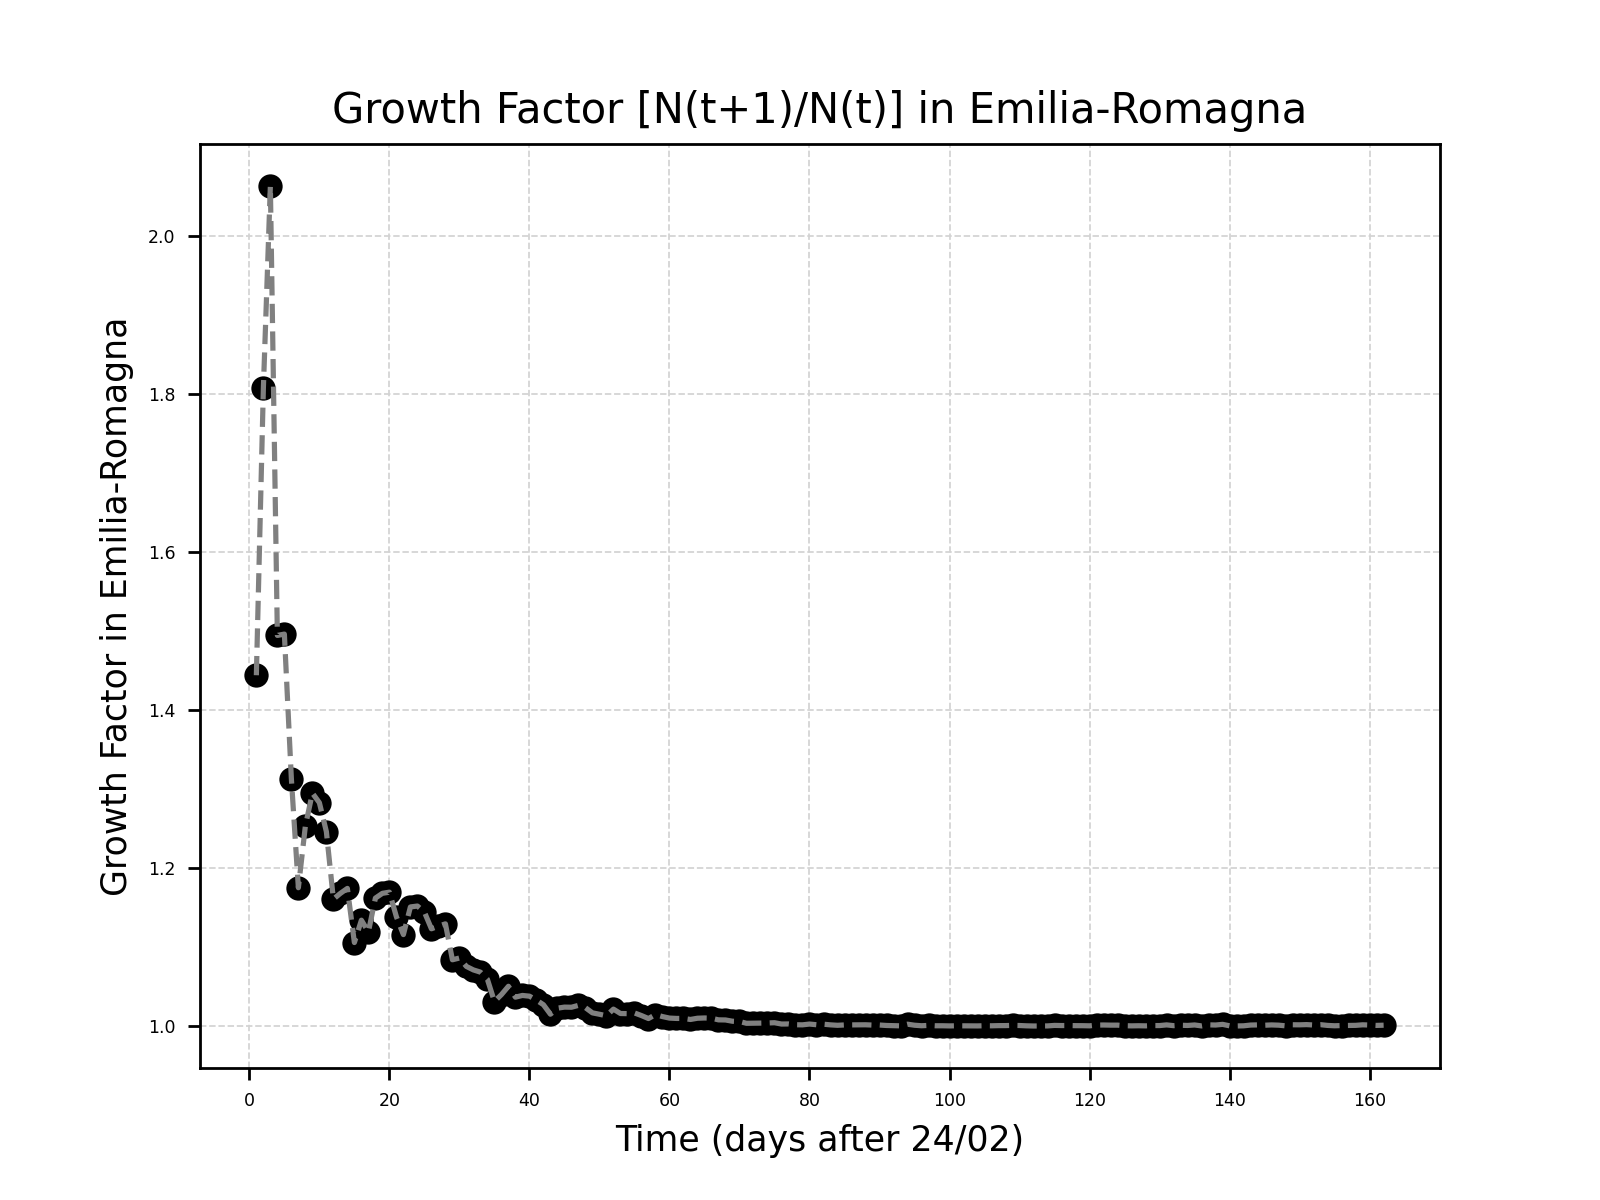 Growth Factor [N(t+1)/N(t)] in Emilia-Romagna
Growth Factor in Emilia-Romagna
2.0
1.8
1.6
1.4
1.2
1.0
0 20 40 60 80 100 120 140 160
Time (days after 24/02)